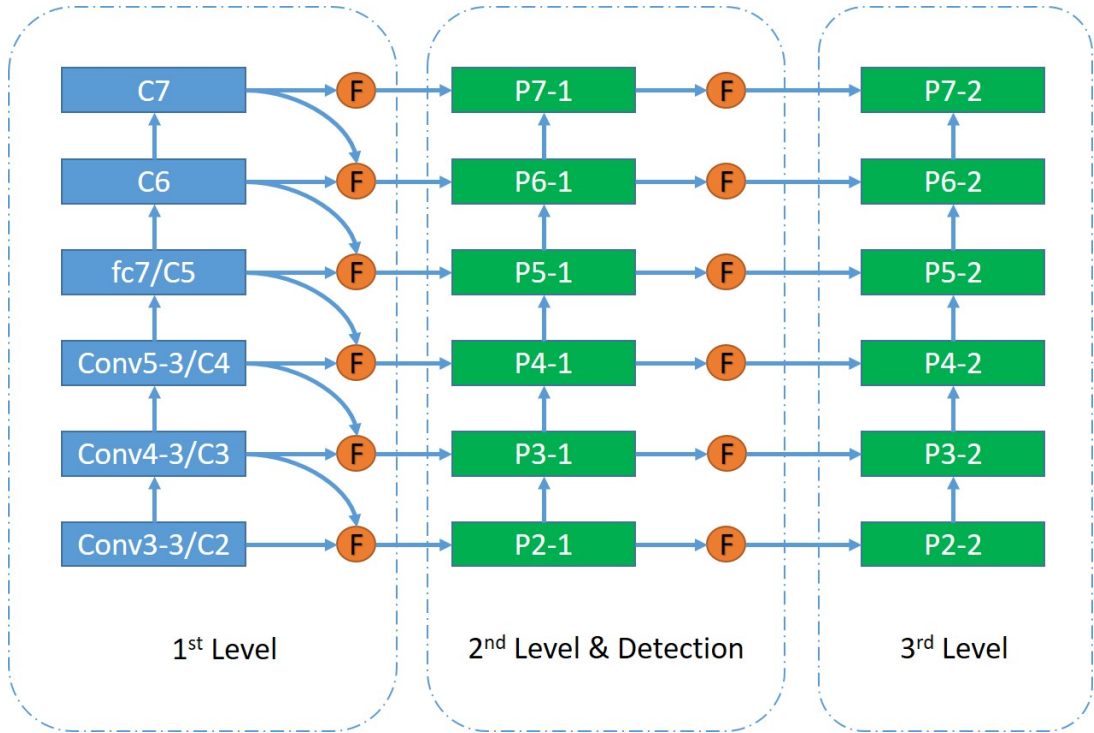 C7 F P7-1 F P7-2
C6 F P6-1 F P6-2
fc7/C5 F P5-1 F P5-2
Conv5-3/C4 F P4-1 F P4-2
Conv4-3/C3 F P3-1 F P3-2
Conv3-3/C2 F P2-1 F P2-2
1st Level 2nd Level & Detection 3rd Level